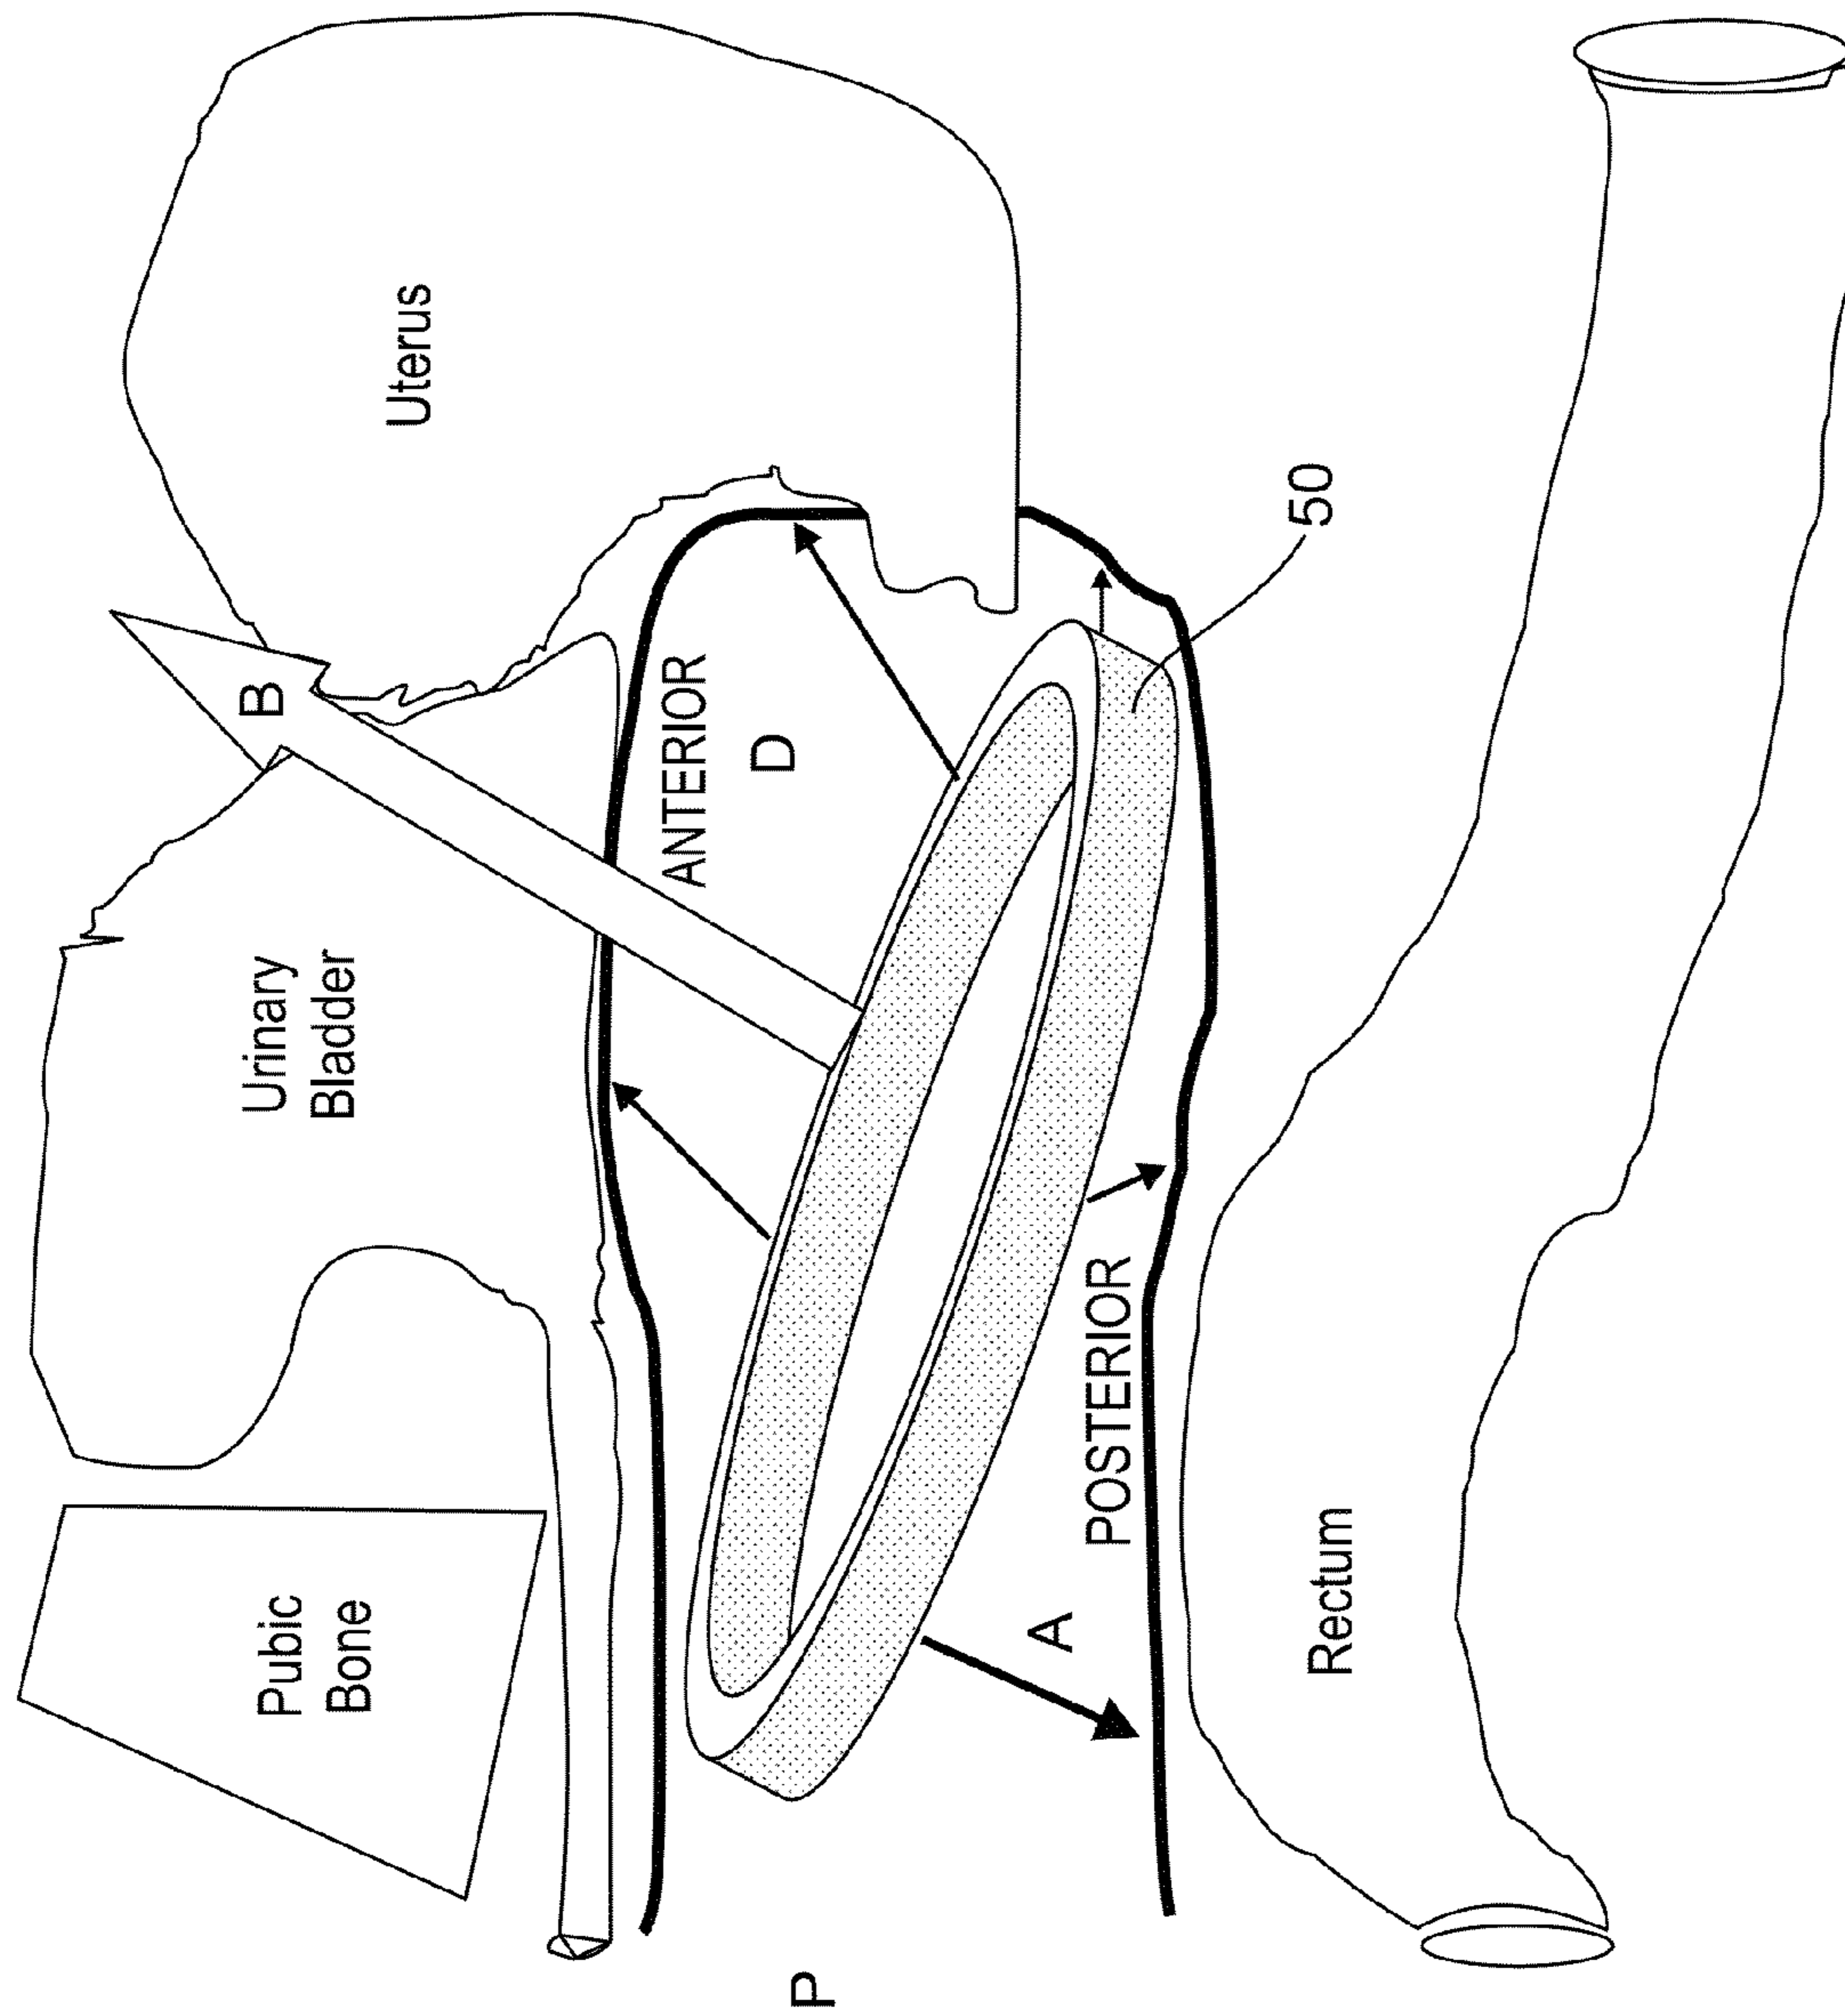 Pubic
Bone
Urinary
Bladder
B
Uterus
ANTERIOR
D
P
A
POSTERIOR
Rectum
50